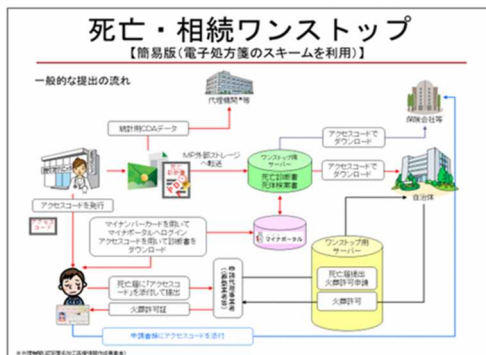 死亡・相続ワンストップ
【簡易版（電子処方箋のスキームを利用）】
一般的な提出の流れ
代理機関*等
保険会社等
統計用CDAデータ
MP外部ストレージ
へ転送
ワンストップ用
サーバー
死亡診断書
死体検案書
アクセスコードで
ダウンロード
アクセスコードで
ダウンロード
自治体
アクセスコードを発行
マイナンバーカードを用いて
マイナポータルへログイン
アクセスコードを用いて診断書を
ダウンロード
マイナポータル
ワンストップ用
サーバー
死亡届に「アクセスコー
ド」を添付して提出
火葬許可証
申請代理事業者
死亡届提出
火葬許可申請
火葬許可
申請書類にアクセスコードを添付